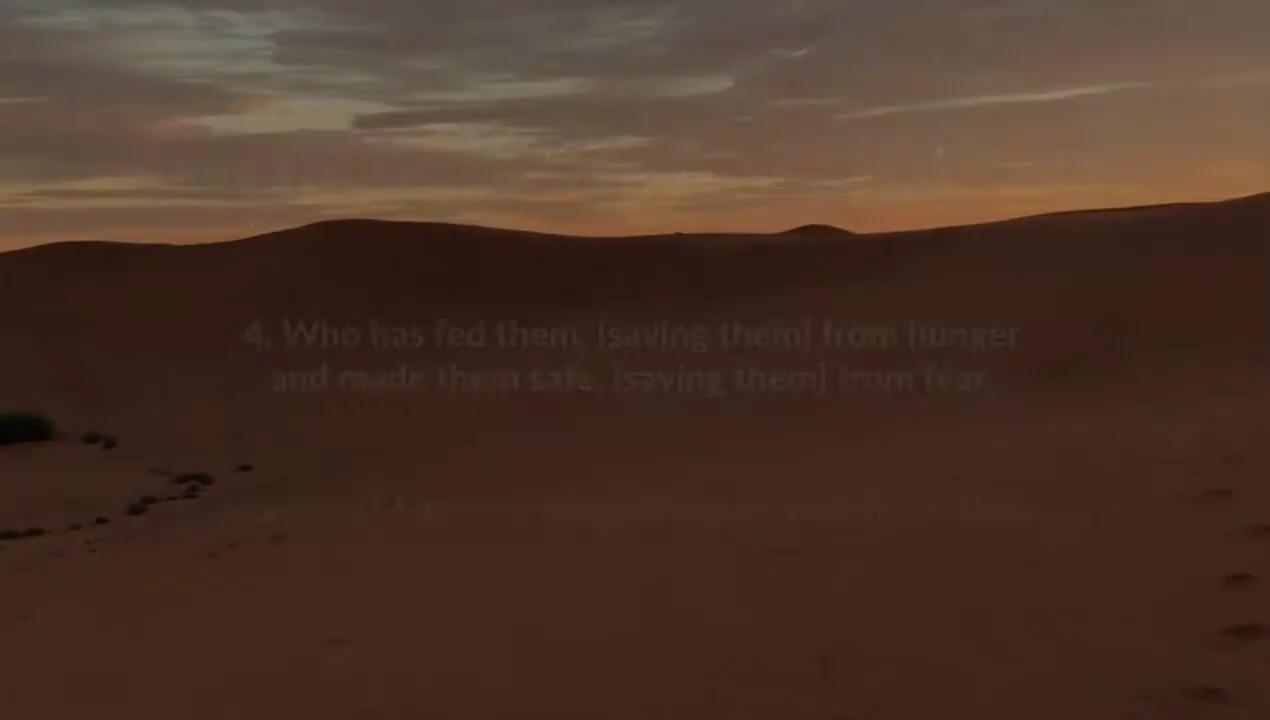 4. Who has fed them, [saving them] from hunger
and made them safe, [saving them] from fear.